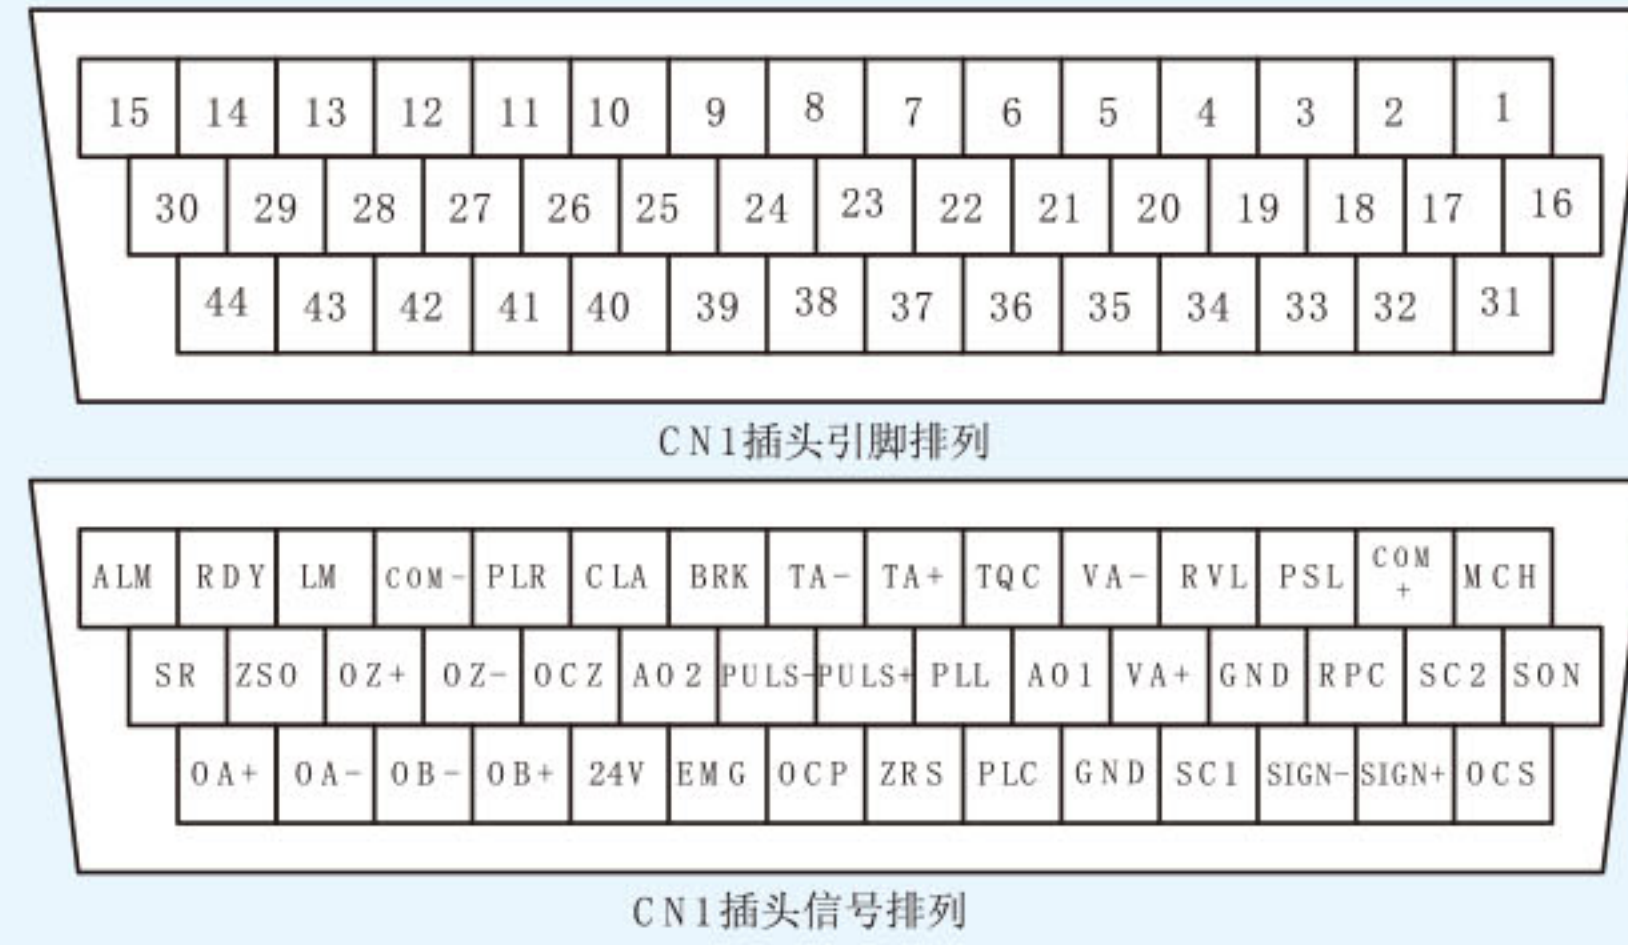 15 14 13 12 11 10 9 8 7 6 5 4 3 2 1
30 29 28 27 26 25 24 23 22 21 20 19 18 17 16
44 43 42 41 40 39 38 37 36 35 34 33 32 31
CN1插头引脚排列
ALM RDY LM COM- PLR CLA BRK TA- TA+ TQC VA- RVL PSL COM+ MCH
SR ZSO OZ+ OZ- OCZ AO2 PULS- PULS+ PLL AO1 VA+ GND RPC SC2 SON
OA+ OA- OB- OB+ 24V EMG OCP ZRS PLC GND SC1 SIGN- SIGN+ OCS
CN1插头信号排列